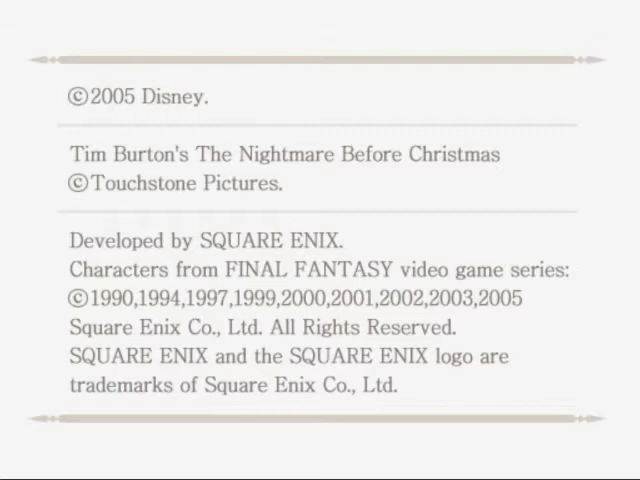 ©2005 Disney.
Tim Burton's The Nightmare Before Christmas
©Touchstone Pictures.
Developed by SQUARE ENIX.
Characters from FINAL FANTASY video game series:
©1990,1994,1997,1999,2000,2001,2002,2003,2005
Square Enix Co., Ltd. All Rights Reserved.
SQUARE ENIX and the SQUARE ENIX logo are
trademarks of Square Enix Co., Ltd.